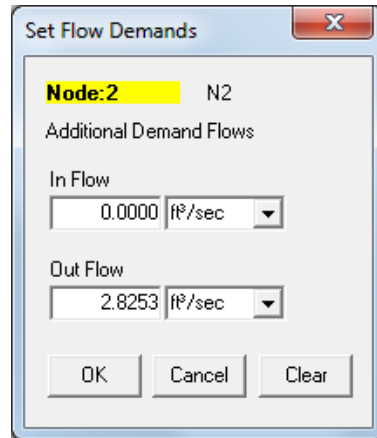 Set Flow Demands
Node:2 N2
Additional Demand Flows
In Flow
0.0000 ft³/sec
Out Flow
2.8253 ft³/sec
OK Cancel Clear